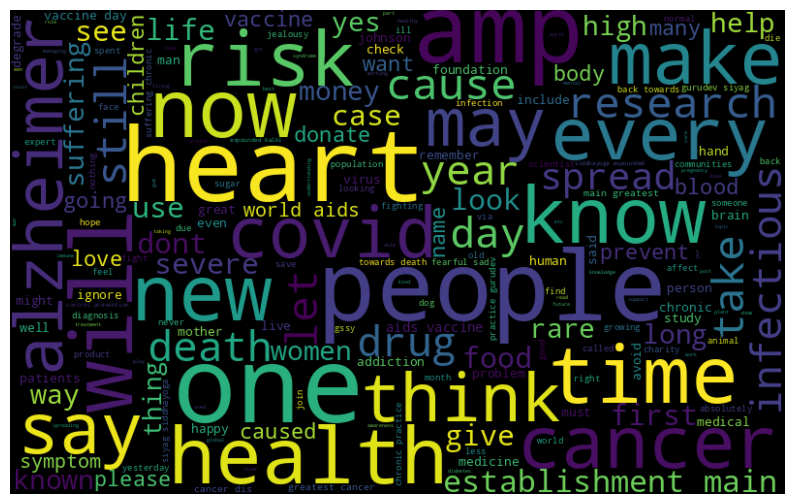 vaccine day
life
vaccine
yes
high
many
help
see
risk
amp
make
degrade
jealousy
ill
normal
die
johnson
check
want
body
man
children
foundation
cause
back towards
gurudev siyag
suffering
still
now
money
infection
include
research
spent
suffering chronic
case
may
every
hand
face
donate
remember
expert
heart
year
spread
population
scientist
communities
back
nothing
sugar
virus
looking
blood
main greatest
going
use
great
world aids
fighting
look
someone
alzheimer
will
hope
due
even
covid
day
via
know
brain
love
dont
name
said
prevent
feel
severe
save
towards death
fearful sade
old
human
affect
person
might
ignore
new
let
people
find
take
infectious
well
diagnosis
never
gssy
dog
read
future
chronic
study
mother
live
aids vaccine
practice gurudev
rare
growing
product
death
women
drug
food
long
called
avoid
charity
animal
patients
thing
addiction
problem
right
way
one
think
time
month
join
first
must
medical
absolutely
say
happy
caused
health
give
less
world
cancer
symptom
yesterday
global
awareness
chronic practice
medicine
known
please
siyag siddhayoga
spreading
cancer dis
greatest cancer
diabetes
establishment main